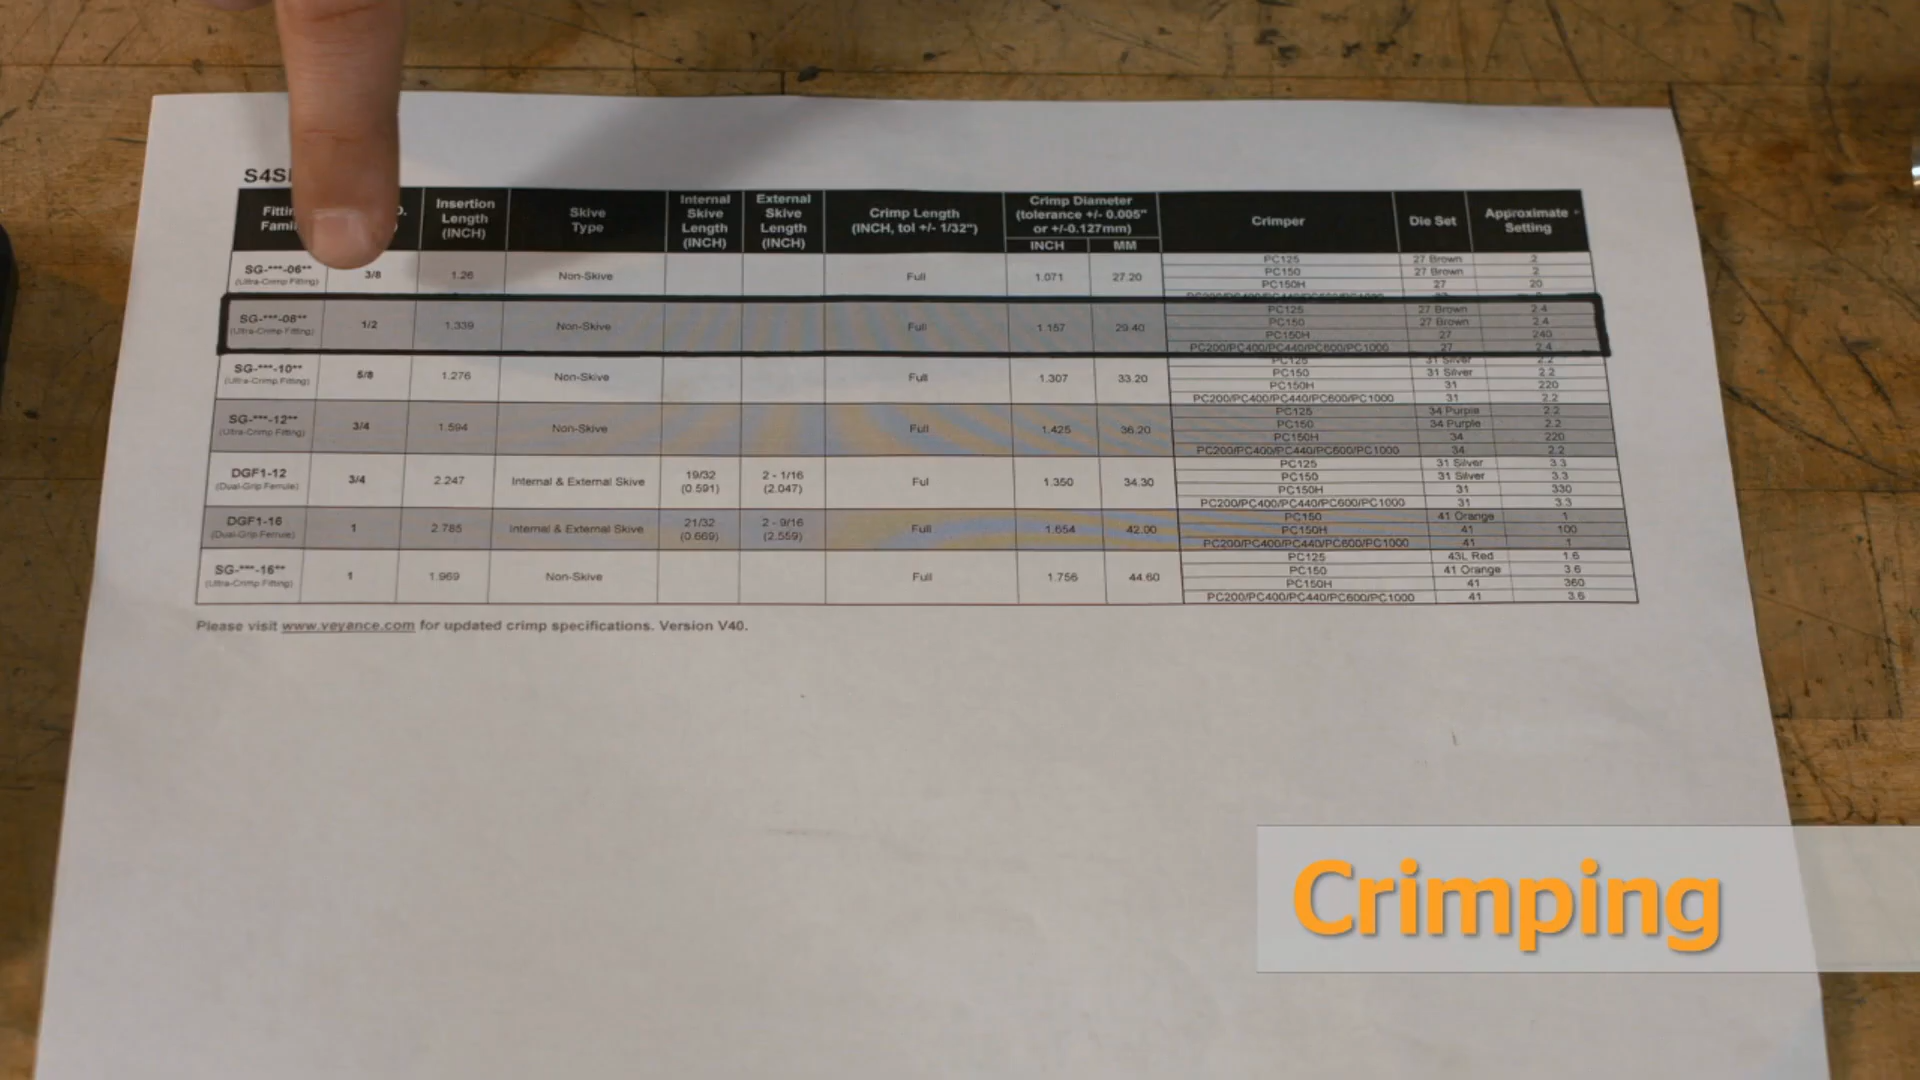 S4S
Insertion Length (INCH) Skive Type Internal Skive Length (INCH) External Skive Length (INCH) Crimp Length (INCH, tol +/- 1/32") Crimp Diameter (tolerance +/- 0.005" or +/-0.127mm) INCH MM Crimper Die Set Approximate Setting
SG-***-06** (Ultra-Crimp Fitting) 3/8 1.26 Non-Skive Full 1.071 27.20
PC125 27 Brown 2
PC150 27 Brown 2
PC150H 27 20
SG-***-08** (Ultra-Crimp Fitting) 1/2 1.339 Non-Skive Full 1.157 29.40
PC125 27 Brown 2.4
PC150 27 Brown 2.4
PC150H 27 240
PC200/PC400/PC440/PC600/PC1000 27 2.4
SG-***-10** (Ultra-Crimp Fitting) 5/8 1.276 Non-Skive Full 1.307 33.20
PC125 31 Silver 2.2
PC150 31 Silver 2.2
PC150H 31 220
PC200/PC400/PC440/PC600/PC1000 31 2.2
SG-***-12** (Ultra-Crimp Fitting) 3/4 1.594 Non-Skive Full 1.425 36.20
PC125 34 Purple 2.2
PC150 34 Purple 2.2
PC150H 34 220
PC200/PC400/PC440/PC600/PC1000 34 2.2
DGF1-12 (Dual-Grip Ferrule) 3/4 2.247 Internal & External Skive 19/32 (0.591) 2 - 1/16 (2.047) Full 1.350 34.30
PC125 31 Silver 3.3
PC150 31 Silver 3.3
PC150H 31 330
PC200/PC400/PC440/PC600/PC1000 31 3.3
DGF1-16 (Dual-Grip Ferrule) 1 2.785 Internal & External Skive 21/32 (0.669) 2 - 9/16 (2.559) Full 1.654 42.00
PC150 41 Orange 1
PC150H 41 100
PC200/PC400/PC440/PC600/PC1000 41 1
SG-***-16** (Ultra-Crimp Fitting) 1 1.969 Non-Skive Full 1.756 44.60
PC125 43L Red 1.6
PC150 41 Orange 3.6
PC150H 41 360
PC200/PC400/PC440/PC600/PC1000 41 3.6
Please visit www.veyance.com for updated crimp specifications. Version V40.
Crimping